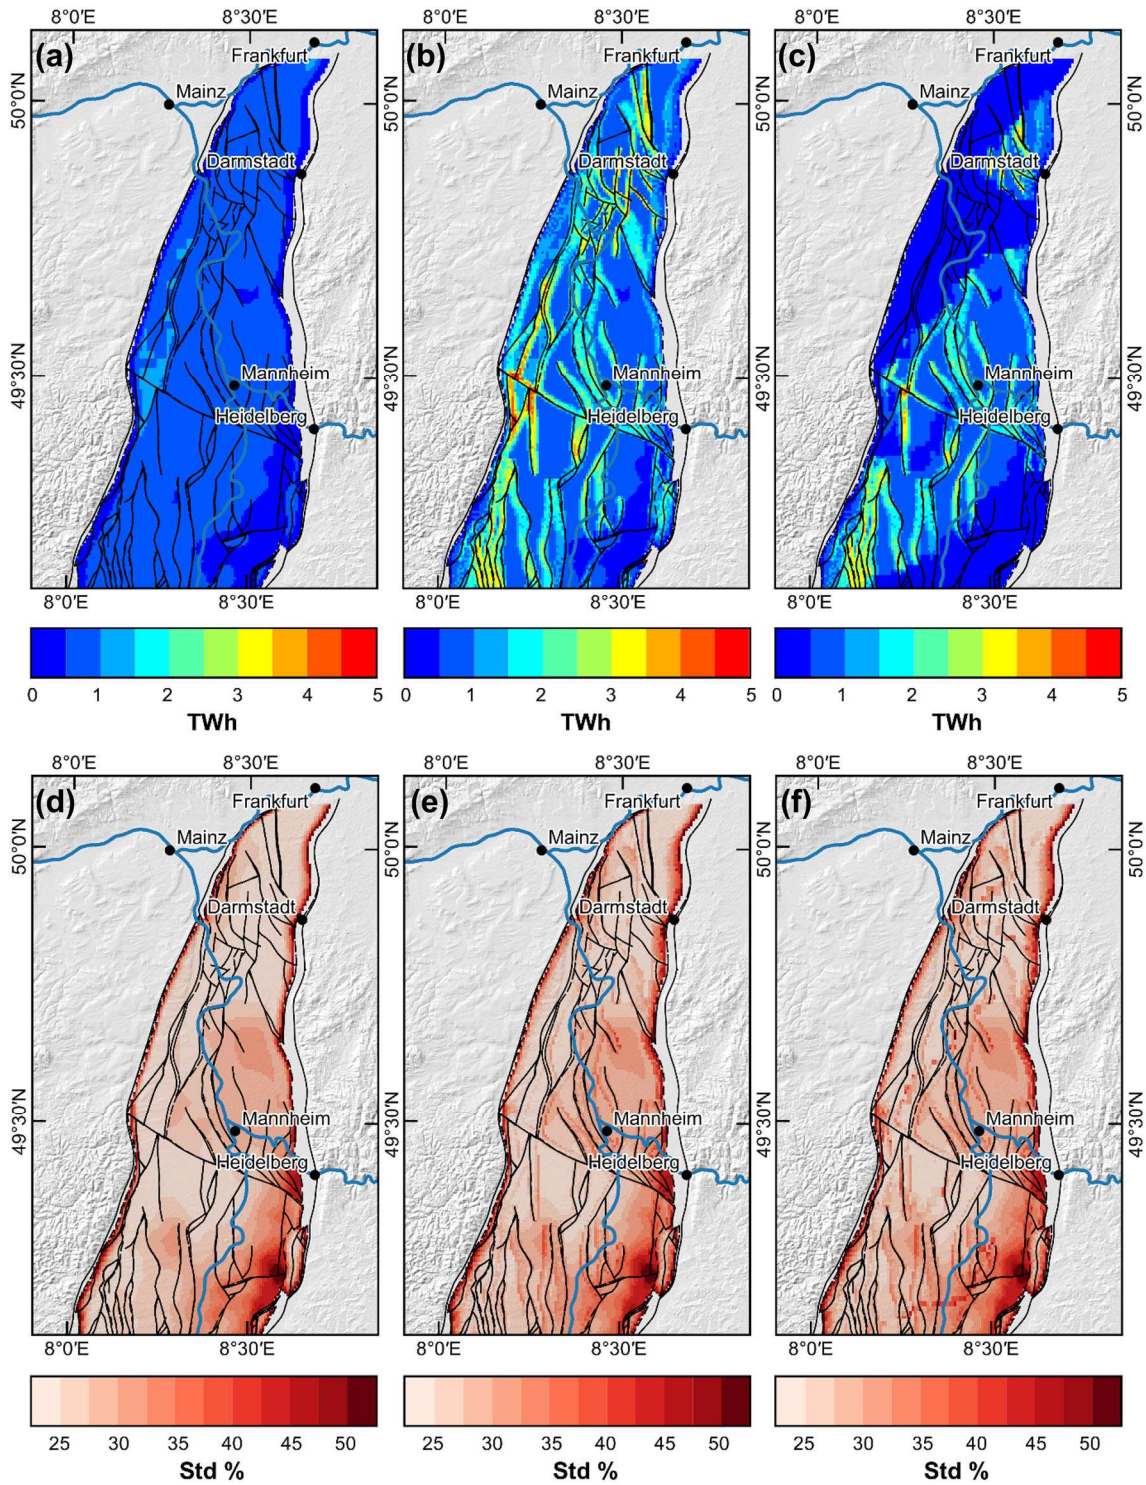 8°0′E 8°30′E 8°0′E 8°30′E 8°0′E 8°30′E
(a) Frankfurt (b) Frankfurt (c) Frankfurt
50°0′N Mainz Mainz Mainz 50°0′N
Darmstadt Darmstadt Darmstadt
49°30′N Mannheim 49°30′N Mannheim 49°30′N Mannheim 49°30′N
Heidelberg Heidelberg Heidelberg
8°0′E 8°30′E 8°0′E 8°30′E 8°0′E 8°30′E
0 1 2 3 4 5 0 1 2 3 4 5 0 1 2 3 4 5
TWh TWh TWh
8°0′E 8°30′E 8°0′E 8°30′E 8°0′E 8°30′E
(d) Frankfurt (e) Frankfurt (f) Frankfurt
50°0′N Mainz Mainz Mainz 50°0′N
Darmstadt Darmstadt Darmstadt
49°30′N Mannheim 49°30′N Mannheim 49°30′N Mannheim 49°30′N
Heidelberg Heidelberg Heidelberg
8°0′E 8°30′E 8°0′E 8°30′E 8°0′E 8°30′E
25 30 35 40 45 50 25 30 35 40 45 50 25 30 35 40 45 50
Std % Std % Std %